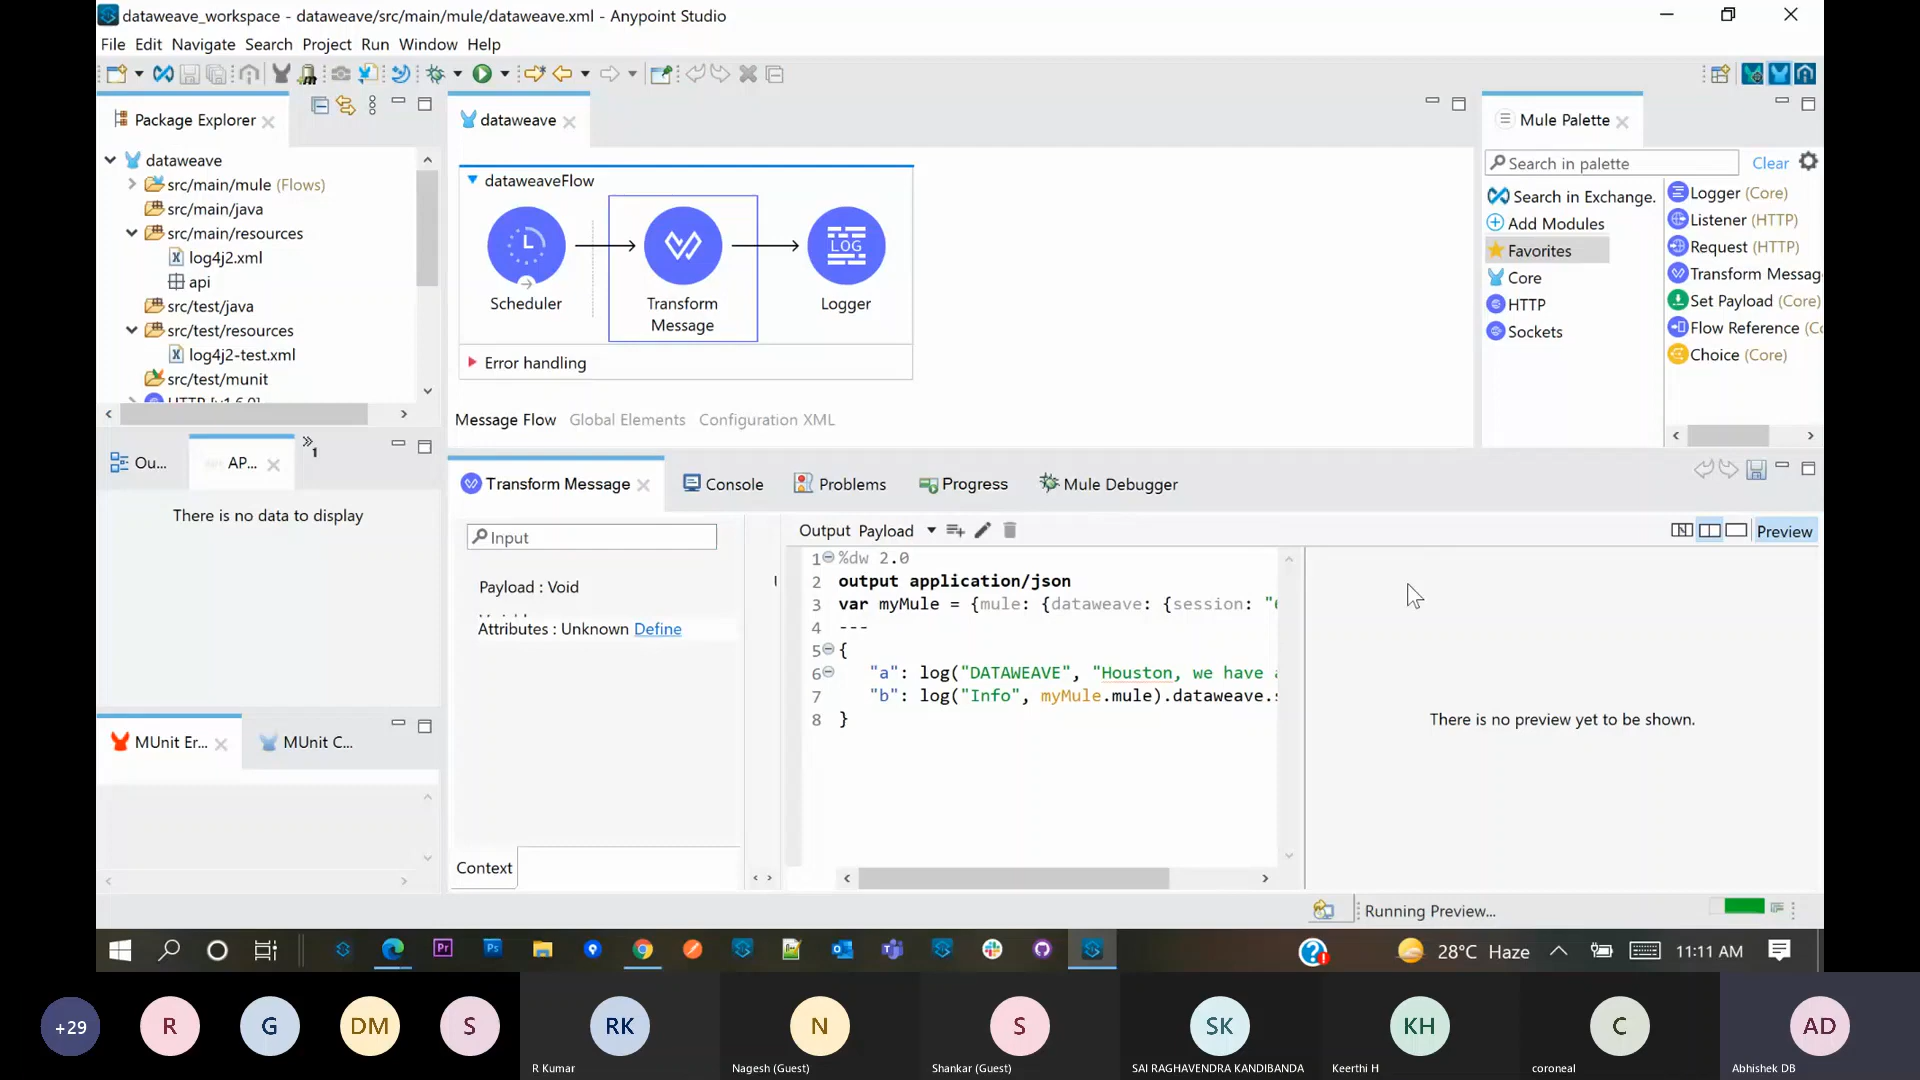 dataweave_workspace - dataweave/src/main/mule/dataweave.xml - Anypoint Studio
File Edit Navigate Search Project Run Window Help
Package Explorer
dataweave
src/main/mule (Flows)
src/main/java
src/main/resources
log4j2.xml
api
src/test/java
src/test/resources
log4j2-test.xml
src/test/munit
dataweave
dataweaveFlow
Scheduler
Transform
Message
LOG
Logger
Error handling
Message Flow Global Elements Configuration XML
Mule Palette
Search in palette
Clear
Search in Exchange.
Add Modules
Favorites
Core
HTTP
Sockets
Logger (Core)
Listener (HTTP)
Request (HTTP)
Transform Messag
Set Payload (Core)
Flow Reference (Co
Choice (Core)
Ou...
AP...
1
There is no data to display
MUnit Er...
MUnit C...
Transform Message
Console
Problems
Progress
Mule Debugger
Input
Payload : Void
Attributes : Unknown Define
Context
Output Payload
Preview
1 %dw 2.0
2 output application/json
3 var myMule = {mule: {dataweave: {session: "
4 ---
5 {
6 "a": log("DATAWEAVE", "Houston, we have
7 "b": log("Info", myMule.mule).dataweave.
8 }
There is no preview yet to be shown.
Running Preview...
Pr
Ps
28°C Haze
11:11 AM
+29
R
G
DM
S
RK
R Kumar
N
Nagesh (Guest)
S
Shankar (Guest)
SK
SAI RAGHAVENDRA KANDIBANDA
KH
Keerthi H
C
coroneal
AD
Abhishek DB